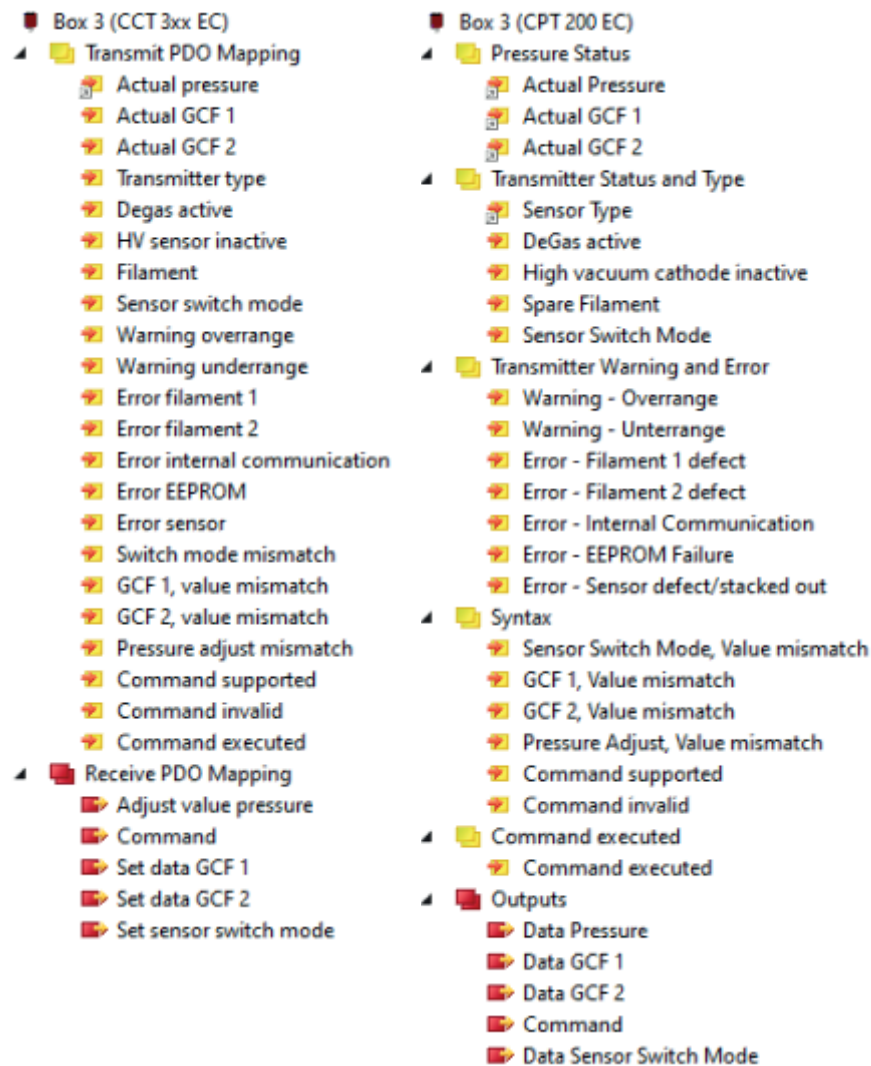 Box 3 (CCT 3xx EC)
Transmit PDO Mapping
Actual pressure
Actual GCF 1
Actual GCF 2
Transmitter type
Degas active
HV sensor inactive
Filament
Sensor switch mode
Warning overrange
Warning underrange
Error filament 1
Error filament 2
Error internal communication
Error EEPROM
Error sensor
Switch mode mismatch
GCF 1, value mismatch
GCF 2, value mismatch
Pressure adjust mismatch
Command supported
Command invalid
Command executed
Receive PDO Mapping
Adjust value pressure
Command
Set data GCF 1
Set data GCF 2
Set sensor switch mode
Box 3 (CPT 200 EC)
Pressure Status
Actual Pressure
Actual GCF 1
Actual GCF 2
Transmitter Status and Type
Sensor Type
DeGas active
High vacuum cathode inactive
Spare Filament
Sensor Switch Mode
Transmitter Warning and Error
Warning - Overrange
Warning - Unterrange
Error - Filament 1 defect
Error - Filament 2 defect
Error - Internal Communication
Error - EEPROM Failure
Error - Sensor defect/stacked out
Syntax
Sensor Switch Mode, Value mismatch
GCF 1, Value mismatch
GCF 2, Value mismatch
Pressure Adjust, Value mismatch
Command supported
Command invalid
Command executed
Command executed
Outputs
Data Pressure
Data GCF 1
Data GCF 2
Command
Data Sensor Switch Mode